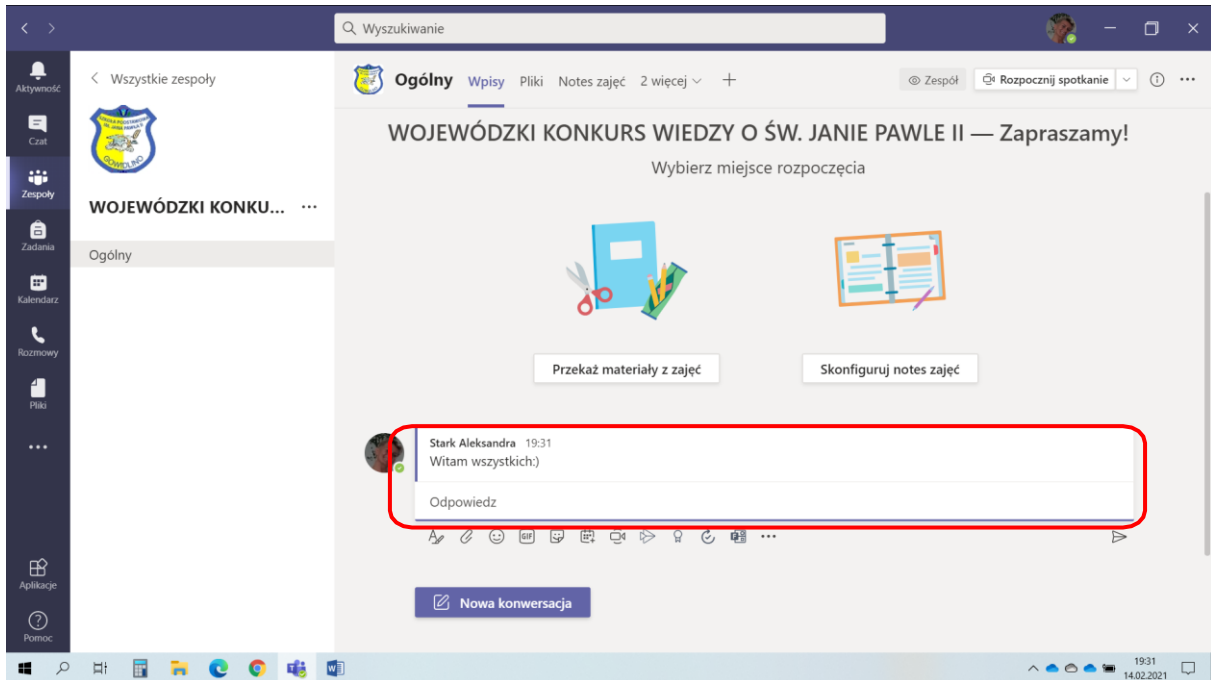 Wyszukiwanie
Aktywność
Czat
Zespoły
Zadania
Kalendarz
Rozmowy
Pliki
Aplikacje
Pomoc
Wszystkie zespoły
GOWIDLINO
WOJEWÓDZKI KONKU... ...
Ogólny
Ogólny Wpisy Pliki Notes zajęć 2 więcej
Zespół Rozpocznij spotkanie
WOJEWÓDZKI KONKURS WIEDZY O ŚW. JANIE PAWLE II — Zapraszamy!
Wybierz miejsce rozpoczęcia
Przekaż materiały z zajęć Skonfiguruj notes zajęć
Stark Aleksandra 19:31
Witam wszystkich:)
Odpowiedz
GIF
Nowa konwersacja
19:31
14.02.2021